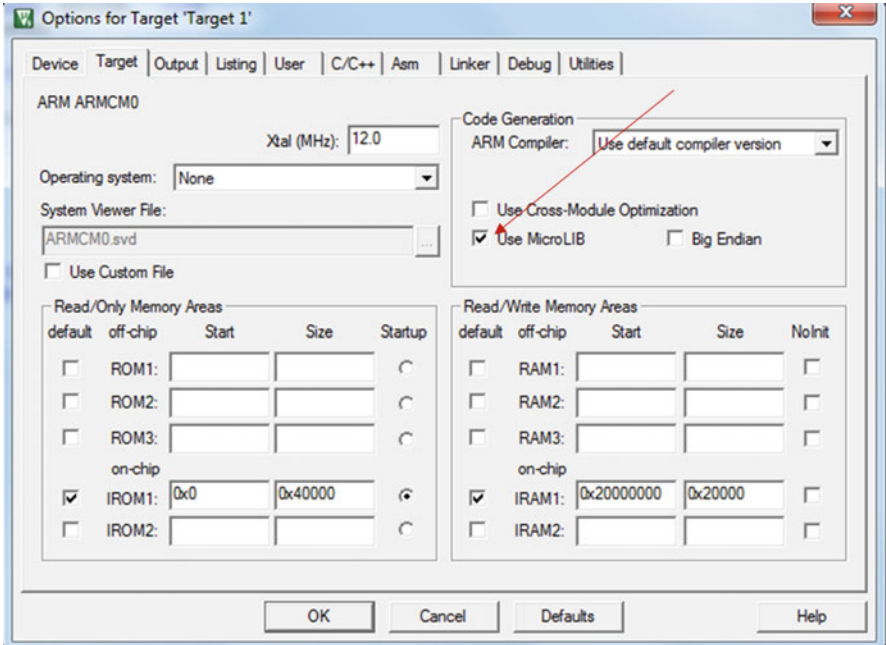 Options for Target 'Target 1'
Device Target Output Listing User C/C++ Asm Linker Debug Utilities
ARM ARMCM0
Xtal (MHz): 12.0
Operating system: None
System Viewer File:
ARMCM0.svd ...
Use Custom File
Code Generation
ARM Compiler: Use default compiler version
Use Cross-Module Optimization
Use MicroLIB Big Endian
Read/Only Memory Areas
default off-chip Start Size Startup
ROM1:
ROM2:
ROM3:
on-chip
IROM1: 0x0 0x40000
IROM2:
Read/Write Memory Areas
default off-chip Start Size NoInit
RAM1:
RAM2:
RAM3:
on-chip
IRAM1: 0x20000000 0x20000
IRAM2:
OK Cancel Defaults Help